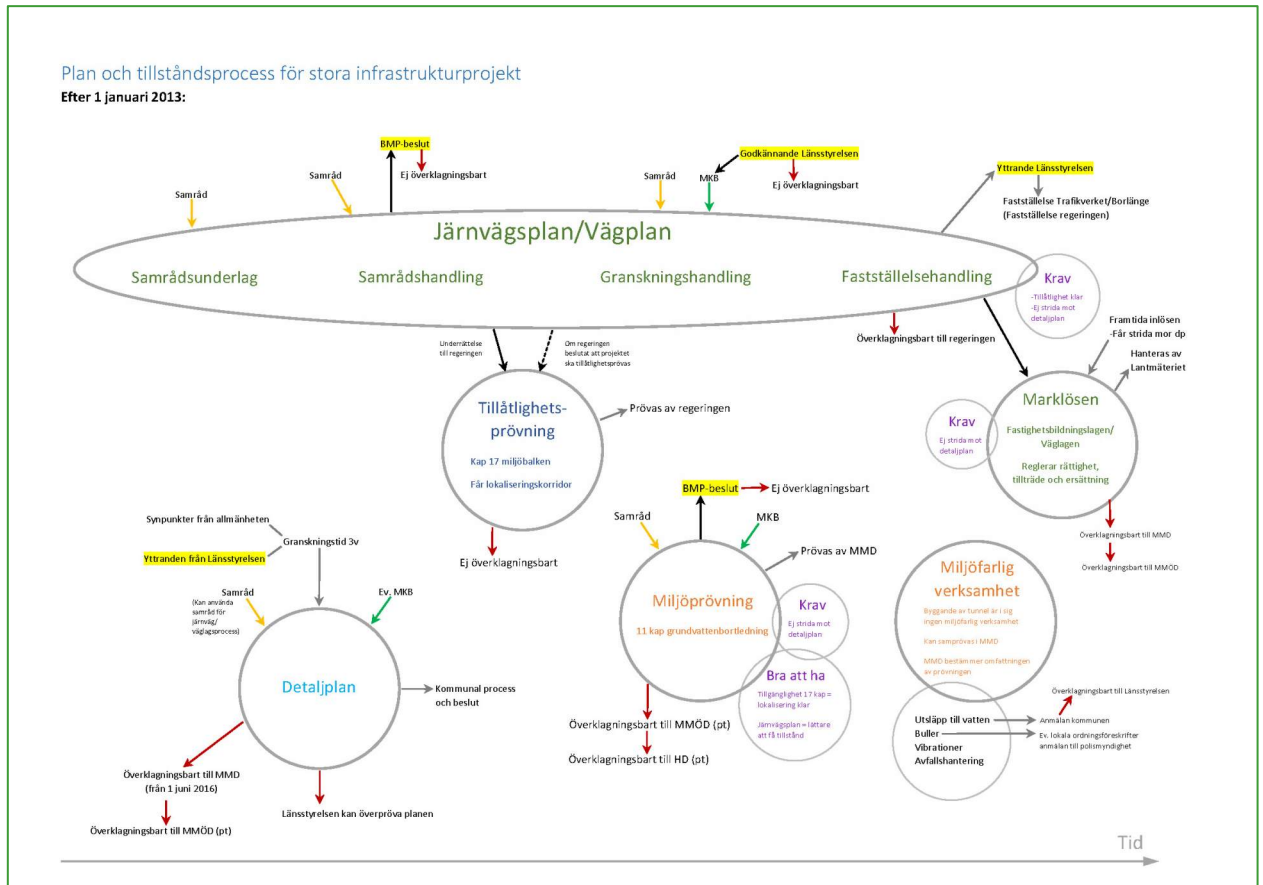 Plan och tillståndsprocess för stora infrastrukturprojekt
Efter 1 januari 2013:
BMP-beslut
Ej överklagningsbart
Godkännande Länsstyrelsen
Ej överklagningsbart
Yttrande Länsstyrelsen
Fastställelse Trafikverket/Borlänge
(Fastställelse regeringen)
Samråd
Samråd
Samråd
MKB
Järnvägsplan/Vägplan
Samrådsunderlag
Samrådshandling
Granskningshandling
Fastställelsehandling
Krav
-Tillåtlighet klar
-Ej strida mot
detaljplan
Överklagningsbart till regeringen
Framtida inlösen
-Får strida mor dp
Hanteras av
Lantmäteriet
Underrättelse
till regeringen
Om regeringen
beslutat att projektet
ska tillåtlighetsprövas
Tillåtlighets-
prövning
Kap 17 miljöbalken
Får lokaliseringskorridor
Prövas av regeringen
Ej överklagningsbart
Krav
Ej strida mot
detaljplan
Marklösen
Fastighetsbildningslagen/
Väglagen
Reglerar rättighet,
tillträde och ersättning
Överklagningsbart till MMD
Överklagningsbart till MMÖD
Synpunkter från allmänheten
Granskningstid 3v
Yttranden från Länsstyrelsen
Samråd
(Kan använda
samråd för
järnväg/
väglagsprocess)
Ev. MKB
Detaljplan
Kommunal process
och beslut
Överklagningsbart till MMD
(från 1 juni 2016)
Överklagningsbart till MMÖD (pt)
Länsstyrelsen kan överpröva planen
BMP-beslut
Ej överklagningsbart
Samråd
MKB
Prövas av MMD
Miljöprövning
11 kap grundvattenbortledning
Krav
Ej strida mot
detaljplan
Bra att ha
Tillgänglighet 17 kap =
lokalisering klar
Järnvägsplan = lättare
att få tillstånd
Överklagningsbart till MMÖD (pt)
Överklagningsbart till HD (pt)
Miljöfarlig
verksamhet
Byggande av tunnel är i sig
ingen miljöfarlig verksamhet
Kan samprövas i MMD
MMD bestämmer omfattningen
av prövningen
Utsläpp till vatten
Buller
Vibrationer
Avfallshantering
Överklagningsbart till Länsstyrelsen
Anmälan kommunen
Ev. lokala ordningsföreskrifter
anmälan till polismyndighet
Tid